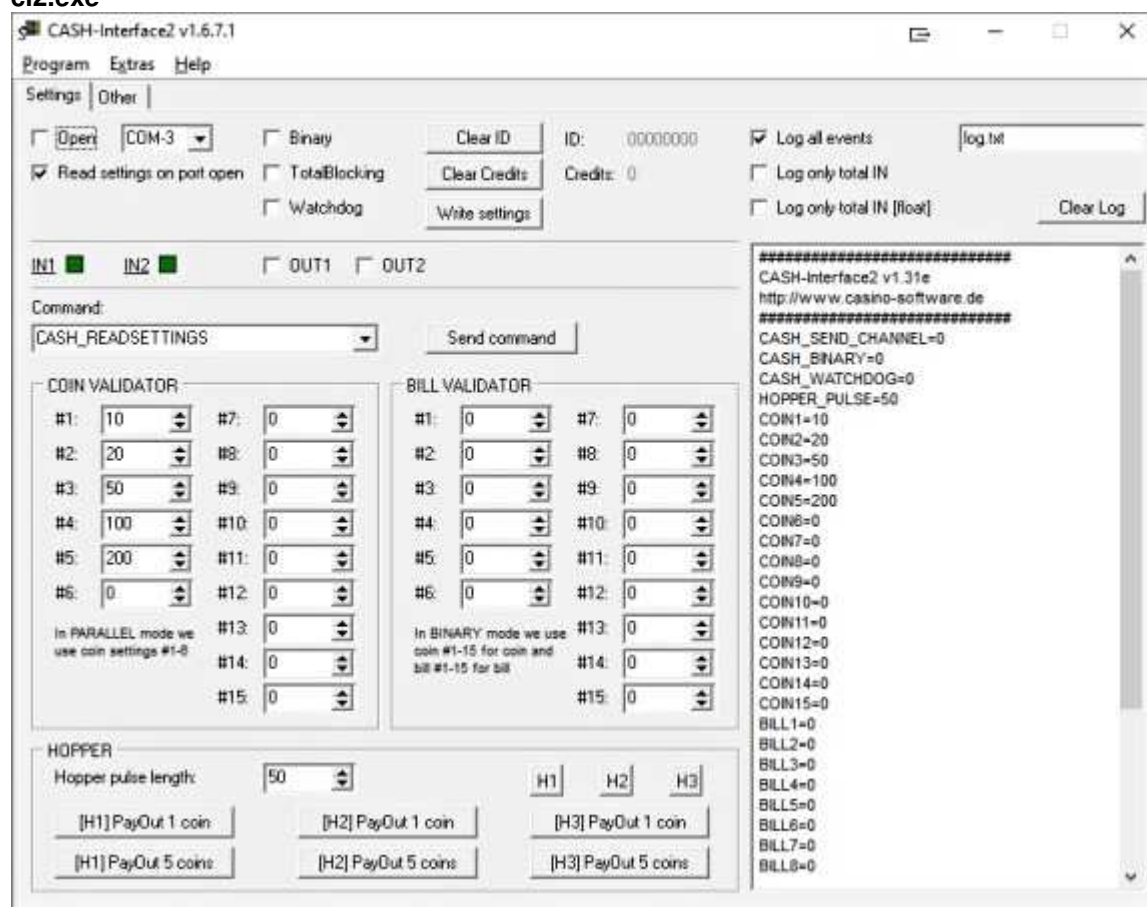 ci2.exe
CASH-Interface2 v1.6.7.1
Program Extras Help
Settings Other
Open COM-3 Binary Clear ID ID: 00000000 Log all events log.txt
Read settings on port open TotalBlocking Clear Credits Credits: 0 Log only total IN
Watchdog Write settings Log only total IN [float] Clear Log
IN1 IN2 OUT1 OUT2
Command:
CASH_READSETTINGS Send command
COIN VALIDATOR
#1: 10 #7: 0
#2: 20 #8: 0
#3: 50 #9: 0
#4: 100 #10: 0
#5: 200 #11: 0
#6: 0 #12: 0
In PARALLEL mode we
use coin settings #1-6
#13: 0
#14: 0
#15: 0
BILL VALIDATOR
#1: 0 #7: 0
#2: 0 #8: 0
#3: 0 #9: 0
#4: 0 #10: 0
#5: 0 #11: 0
#6: 0 #12: 0
In BINARY mode we use
coin #1-15 for coin and
bill #1-15 for bill
#13: 0
#14: 0
#15: 0
HOPPER
Hopper pulse length: 50 H1 H2 H3
[H1] PayOut 1 coin [H2] PayOut 1 coin [H3] PayOut 1 coin
[H1] PayOut 5 coins [H2] PayOut 5 coins [H3] PayOut 5 coins
##############################
CASH-Interface2 v1.31e
http://www.casino-software.de
##############################
CASH_SEND_CHANNEL=0
CASH_BINARY=0
CASH_WATCHDOG=0
HOPPER_PULSE=50
COIN1=10
COIN2=20
COIN3=50
COIN4=100
COIN5=200
COIN6=0
COIN7=0
COIN8=0
COIN9=0
COIN10=0
COIN11=0
COIN12=0
COIN13=0
COIN14=0
COIN15=0
BILL1=0
BILL2=0
BILL3=0
BILL4=0
BILL5=0
BILL6=0
BILL7=0
BILL8=0